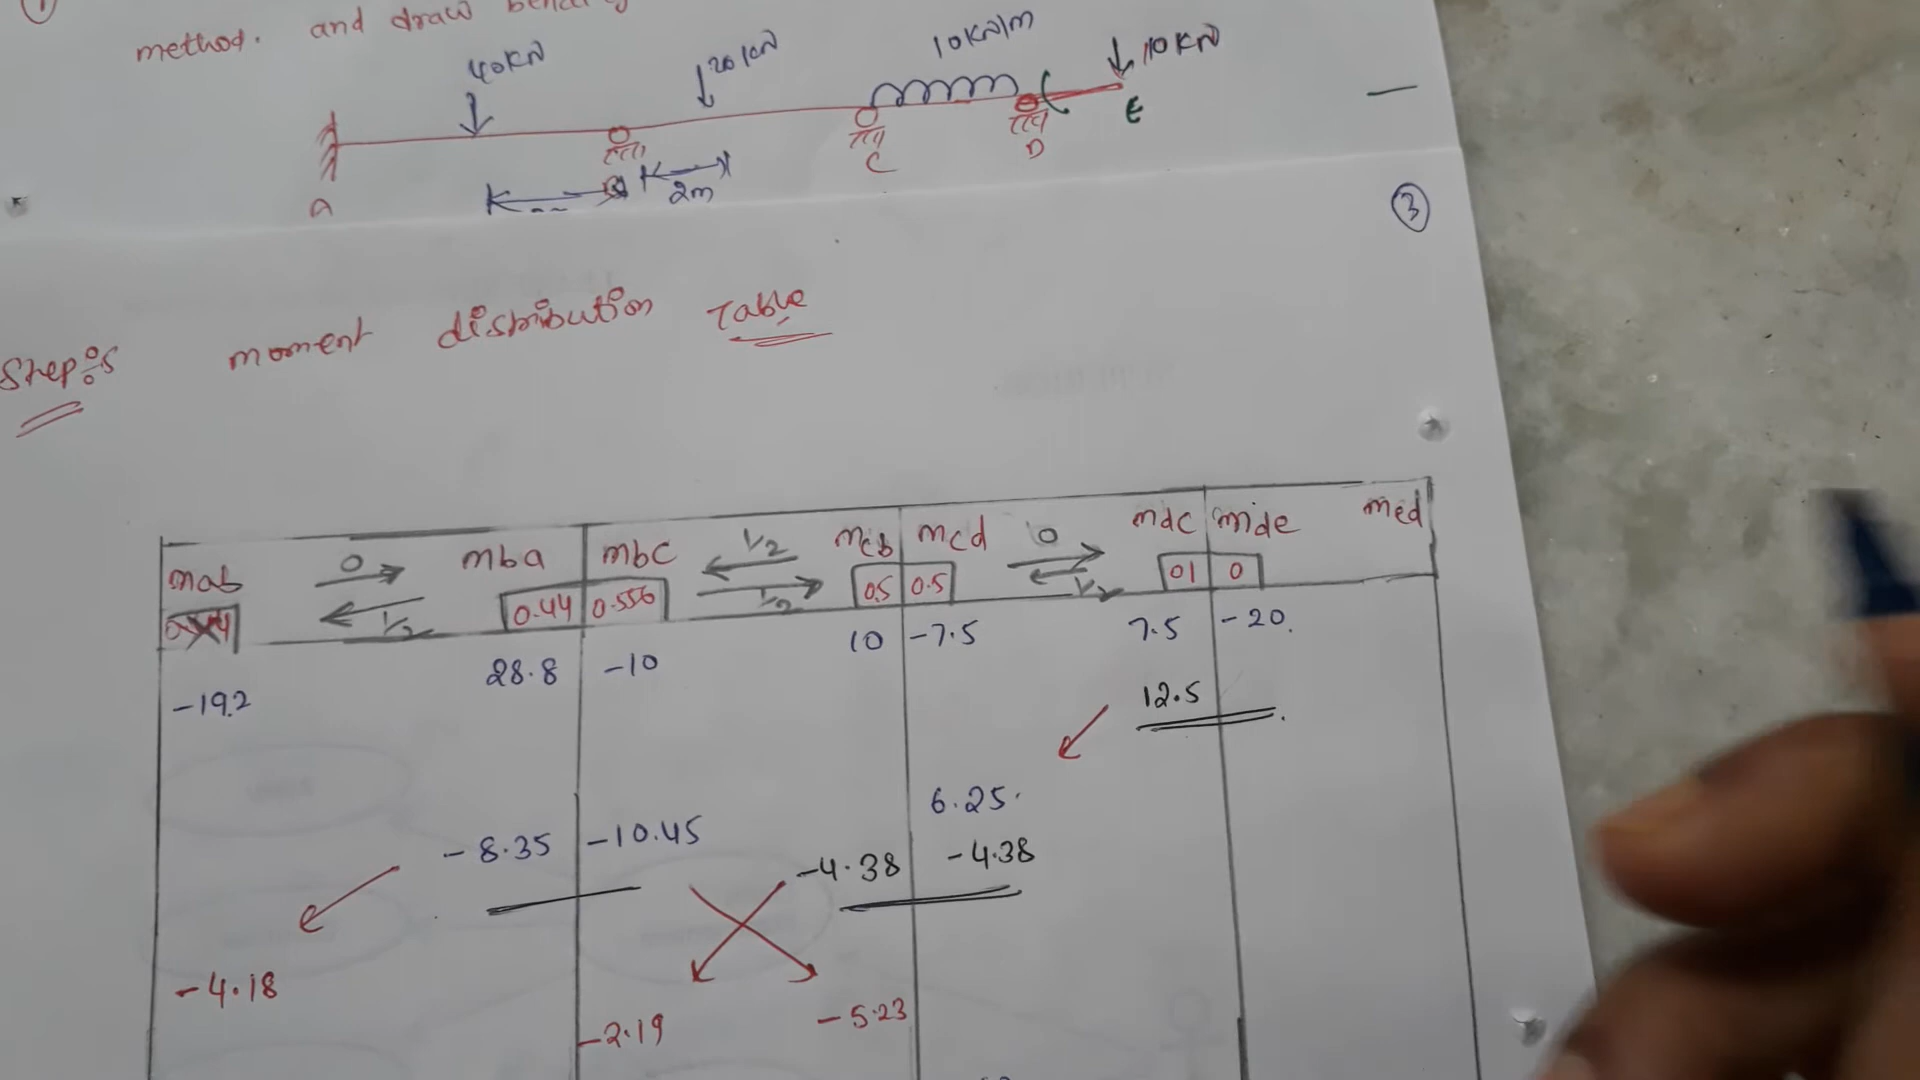 1
method. and draw
40KN
20KN
10KN/m
10KN
A
B
2m
C
D
E
3
Step:5 moment distribution Table
mab 0 mba mbc 1/2 mcb mcd 0 mdc mde med
1/2 0.44 0.556 1/2 0.5 0.5 1/2 01 0
-19.2 28.8 -10 10 -7.5 7.5 -20.
12.5
6.25
-8.35 -10.45 -4.38 -4.38
-4.18
-2.19 -5.23